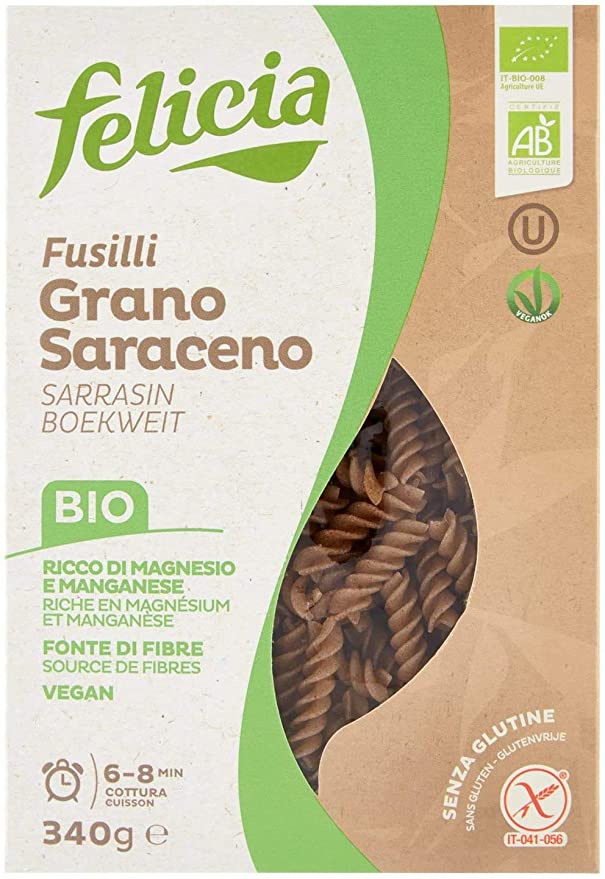 felicia
IT-BIO-008
Agriculture UE
CERTIFIÉ
AB
AGRICULTURE
BIOLOGIQUE
U
VEGANOK
Fusilli
Grano
Saraceno
SARRASIN
BOEKWEIT
BIO
RICCO DI MAGNESIO
E MANGANESE
RICHE EN MAGNÉSIUM
ET MANGANÈSE
FONTE DI FIBRE
SOURCE DE FIBRES
VEGAN
6-8 MIN
COTTURA
CUISSON
340g ℮
SENZA GLUTINE
SANS GLUTEN - GLUTENVRIJE
®
IT-041-056